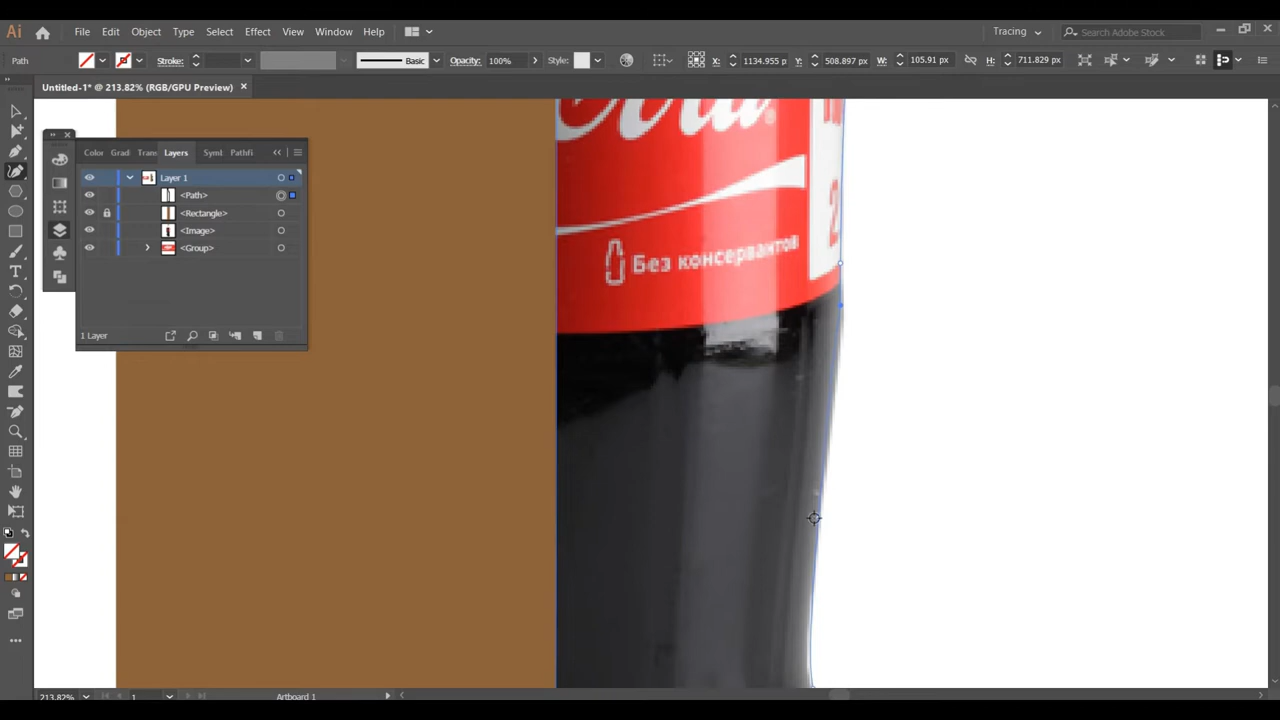 Ai File Edit Object Type Select Effect View Window Help Tracing Search Adobe Stock
Path Stroke: Basic Opacity: 100% Style: X: 1134.955 p Y: 508.897 px W: 105.91 px H: 711.829 px
Untitled-1* @ 213.82% (RGB/GPU Preview)
Color Grad Tran Layers Symb Pathfi
Layer 1
<Path>
<Rectangle>
<Image>
<Group>
1 Layer
Cola
Без консервантов
213.82% 1 Artboard 1